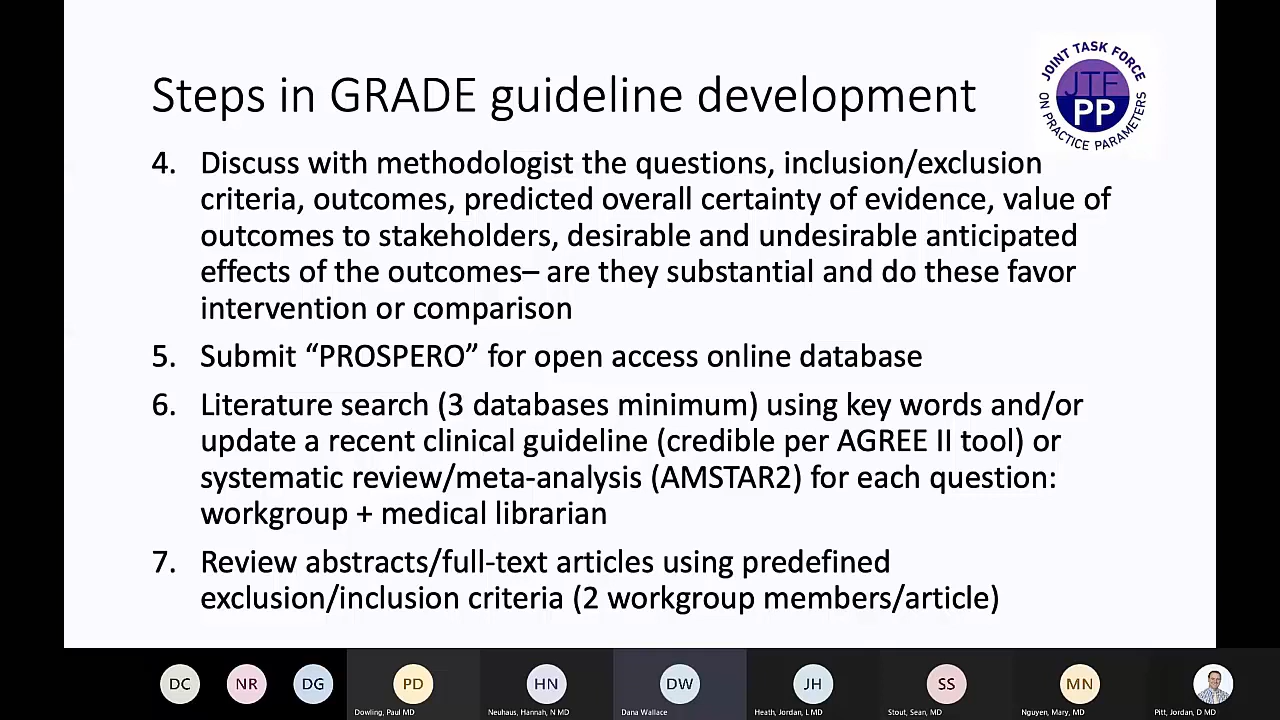 Steps in GRADE guideline development
JOINT TASK FORCE
JTF
PP
ON PRACTICE PARAMETERS
4. Discuss with methodologist the questions, inclusion/exclusion
criteria, outcomes, predicted overall certainty of evidence, value of
outcomes to stakeholders, desirable and undesirable anticipated
effects of the outcomes– are they substantial and do these favor
intervention or comparison
5. Submit “PROSPERO” for open access online database
6. Literature search (3 databases minimum) using key words and/or
update a recent clinical guideline (credible per AGREE II tool) or
systematic review/meta-analysis (AMSTAR2) for each question:
workgroup + medical librarian
7. Review abstracts/full-text articles using predefined
exclusion/inclusion criteria (2 workgroup members/article)
DC NR DG PD HN DW JH SS MN
Dowling, Paul MD Neuhaus, Hannah, N MD Dana Wallace Heath, Jordan, L MD Stout, Sean, MD Nguyen, Mary, MD Pitt, Jordan, D MD